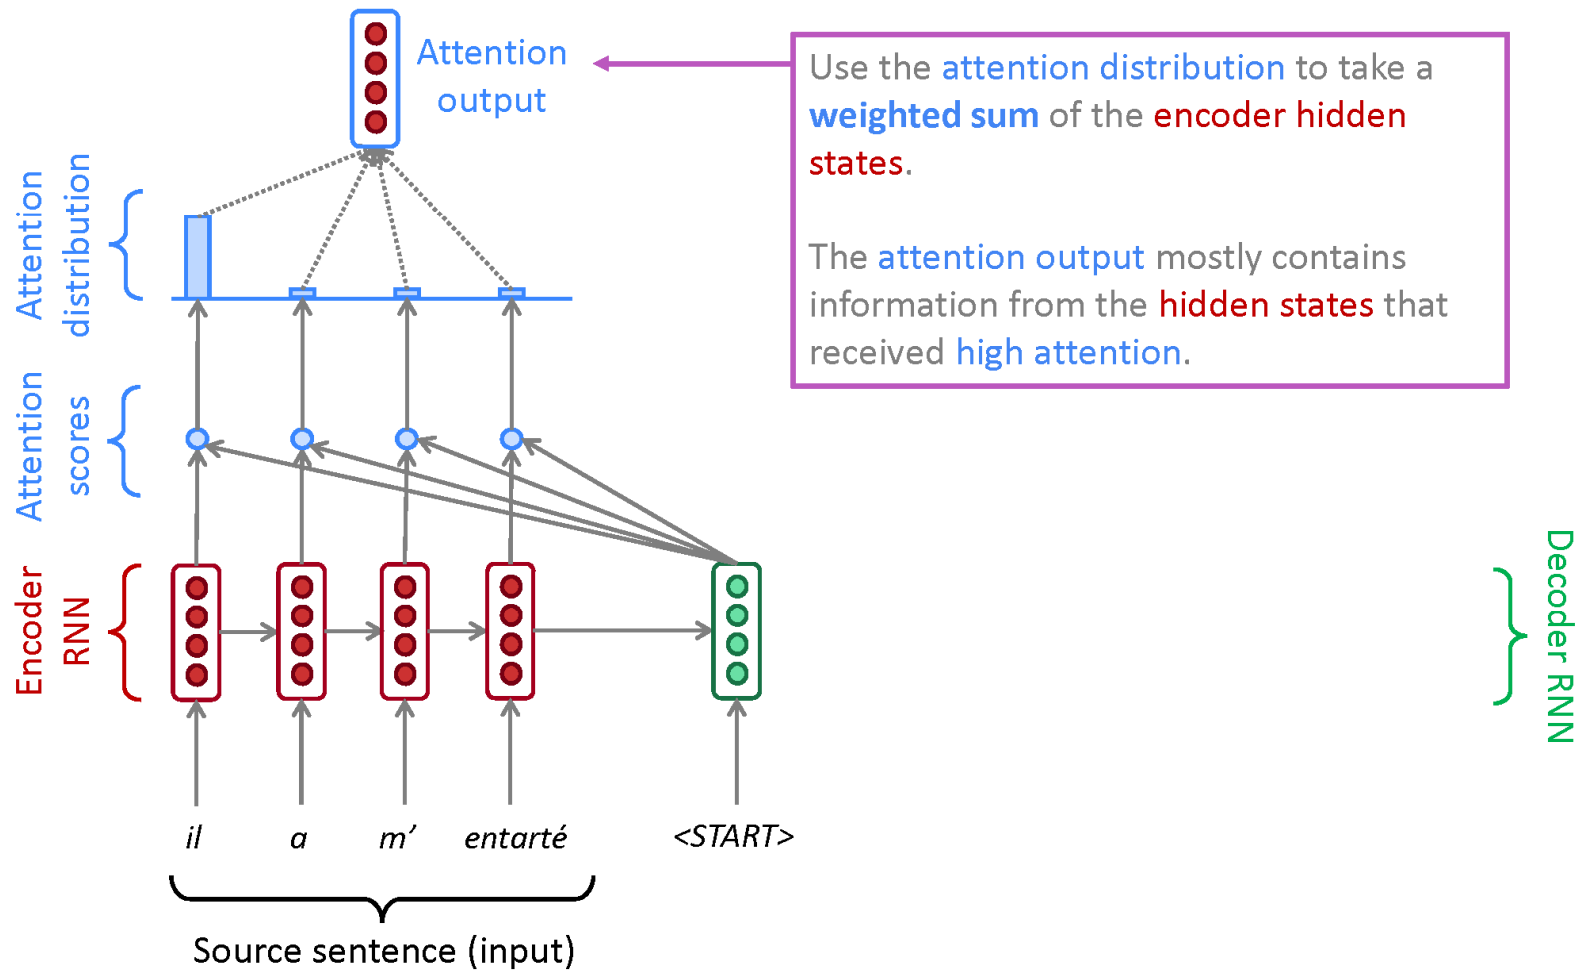 Attention
output
Use the attention distribution to take a
weighted sum of the encoder hidden
states.
The attention output mostly contains
information from the hidden states that
received high attention.
Attention
distribution
Attention
scores
Encoder
RNN
Decoder RNN
il a m’ entarté <START>
Source sentence (input)